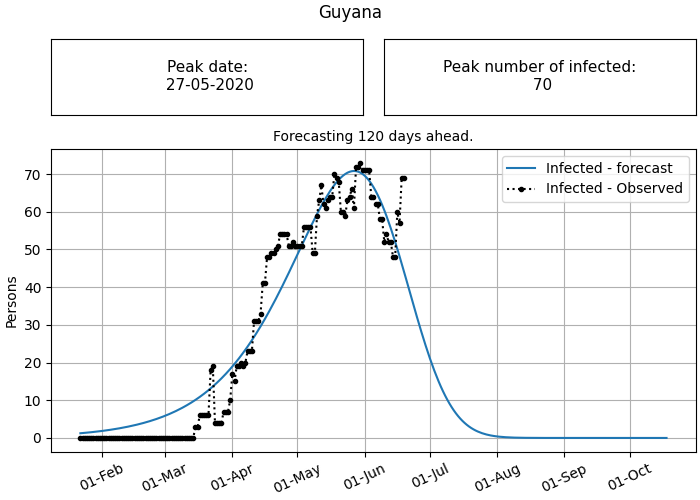 Guyana
Peak date:
27-05-2020
Peak number of infected:
70
Forecasting 120 days ahead.
Infected - forecast
Infected - Observed
Persons
70
60
50
40
30
20
10
0
01-Feb
01-Mar
01-Apr
01-May
01-Jun
01-Jul
01-Aug
01-Sep
01-Oct